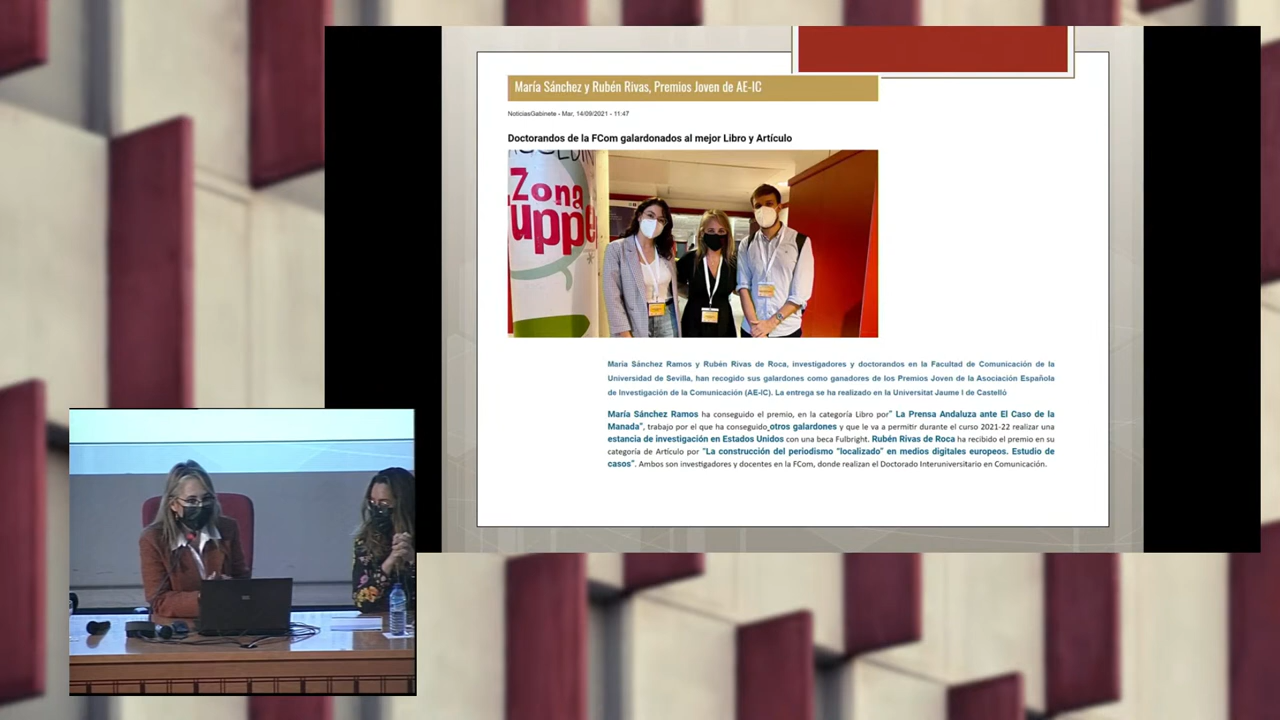 María Sánchez y Rubén Rivas, Premios Joven de AE-IC
NoticiasGabinete - Mar, 14/09/2021 - 11:47
Doctorandos de la FCom galardonados al mejor Libro y Artículo
Zona
uppe
María Sánchez Ramos y Rubén Rivas de Roca, investigadores y doctorandos en la Facultad de Comunicación de la
Universidad de Sevilla, han recogido sus galardones como ganadores de los Premios Joven de la Asociación Española
de Investigación de la Comunicación (AE-IC). La entrega se ha realizado en la Universitat Jaume I de Castelló
María Sánchez Ramos ha conseguido el premio, en la categoría Libro por" La Prensa Andaluza ante El Caso de la
Manada", trabajo por el que ha conseguido otros galardones y que le va a permitir durante el curso 2021-22 realizar una
estancia de investigación en Estados Unidos con una beca Fulbright. Rubén Rivas de Roca ha recibido el premio en su
categoría de Artículo por "La construcción del periodismo "localizado" en medios digitales europeos. Estudio de
casos". Ambos son investigadores y docentes en la FCom, donde realizan el Doctorado Interuniversitario en Comunicación.